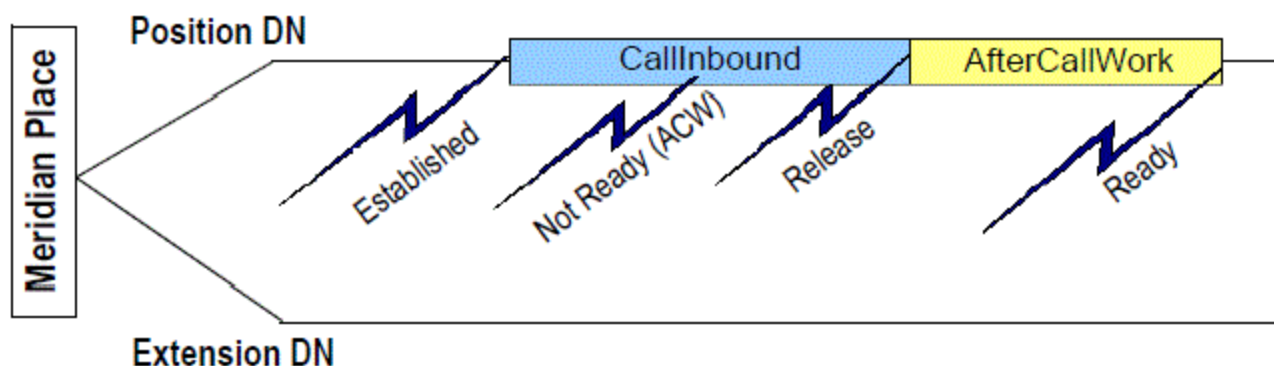 Position DN
Meridian Place
CallInbound
AfterCallWork
Established
Not Ready (ACW)
Release
Ready
Extension DN